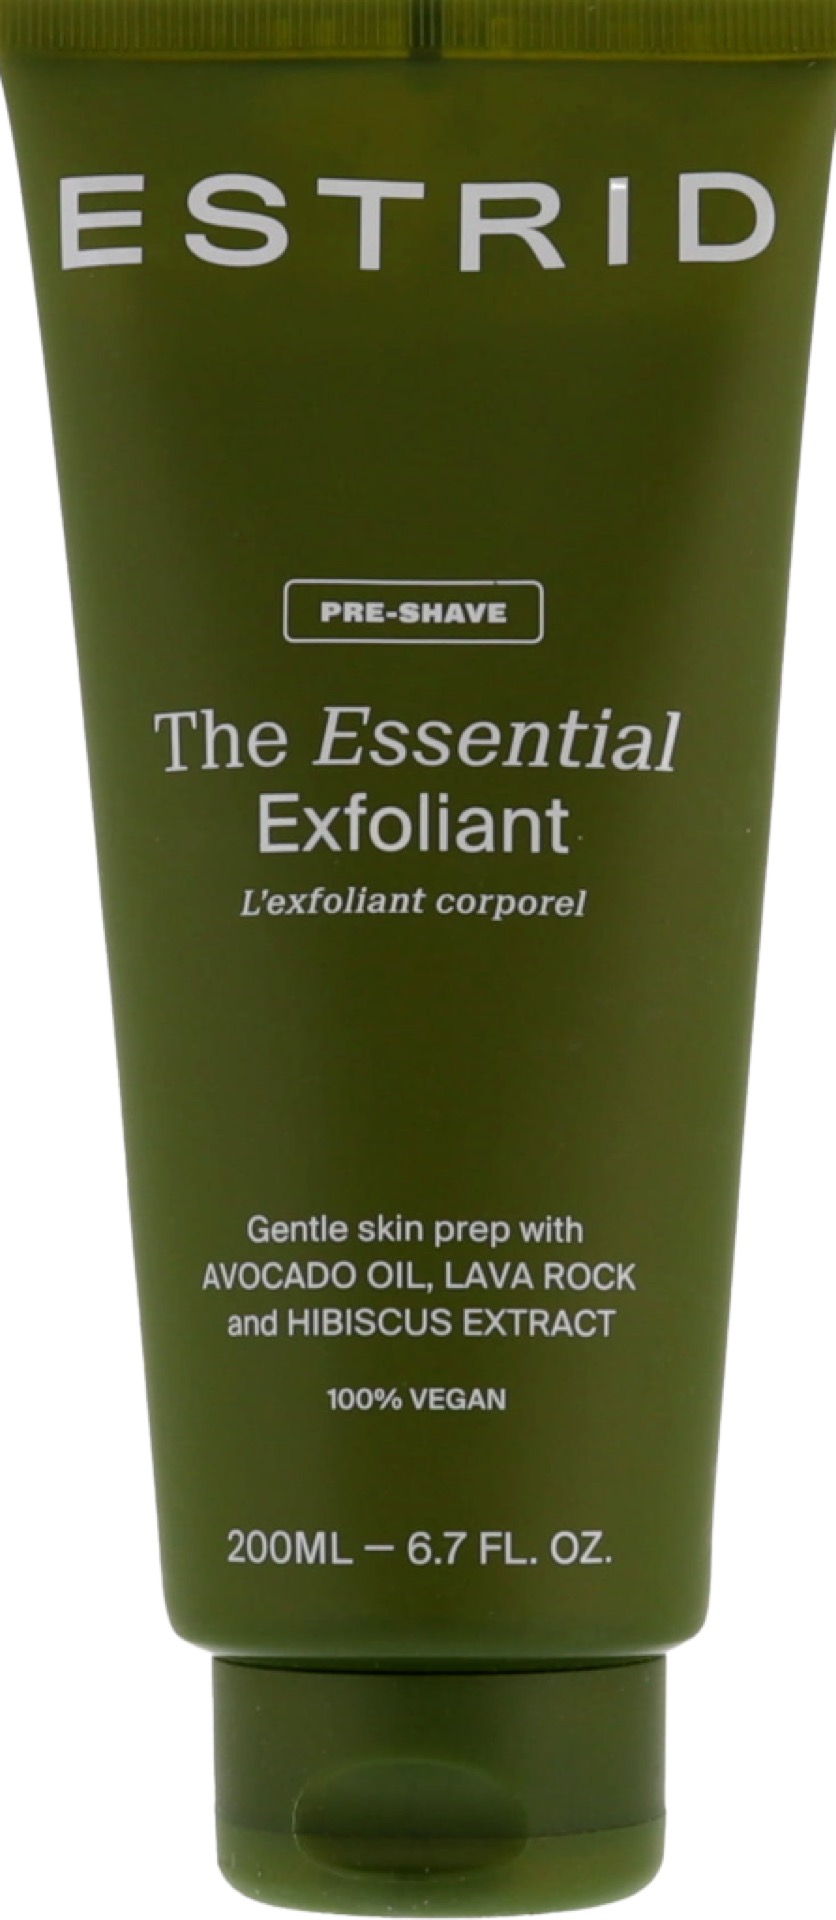 ESTRID
PRE-SHAVE
The Essential
Exfoliant
L'exfoliant corporel
Gentle skin prep with
AVOCADO OIL, LAVA ROCK
and HIBISCUS EXTRACT
100% VEGAN
200ML — 6.7 FL. OZ.